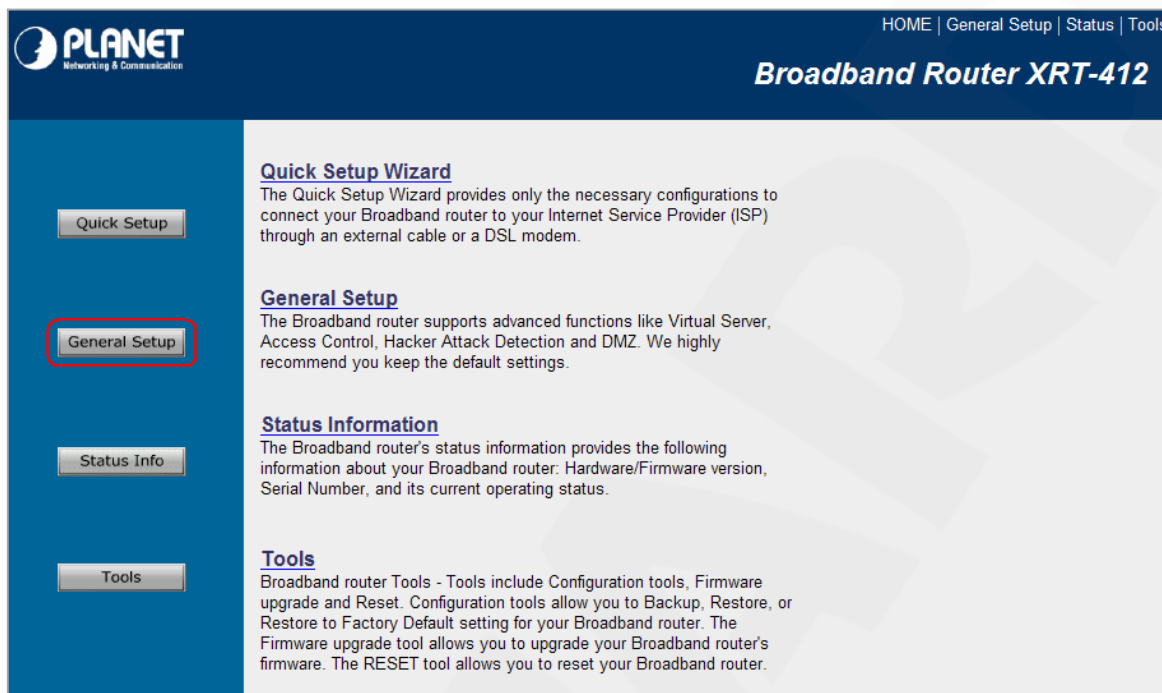 PLANET
Networking & Communication
HOME | General Setup | Status | Tools
Broadband Router XRT-412
Quick Setup
Quick Setup Wizard
The Quick Setup Wizard provides only the necessary configurations to
connect your Broadband router to your Internet Service Provider (ISP)
through an external cable or a DSL modem.
General Setup
General Setup
The Broadband router supports advanced functions like Virtual Server,
Access Control, Hacker Attack Detection and DMZ. We highly
recommend you keep the default settings.
Status Info
Status Information
The Broadband router's status information provides the following
information about your Broadband router: Hardware/Firmware version,
Serial Number, and its current operating status.
Tools
Tools
Broadband router Tools - Tools include Configuration tools, Firmware
upgrade and Reset. Configuration tools allow you to Backup, Restore, or
Restore to Factory Default setting for your Broadband router. The
Firmware upgrade tool allows you to upgrade your Broadband router's
firmware. The RESET tool allows you to reset your Broadband router.